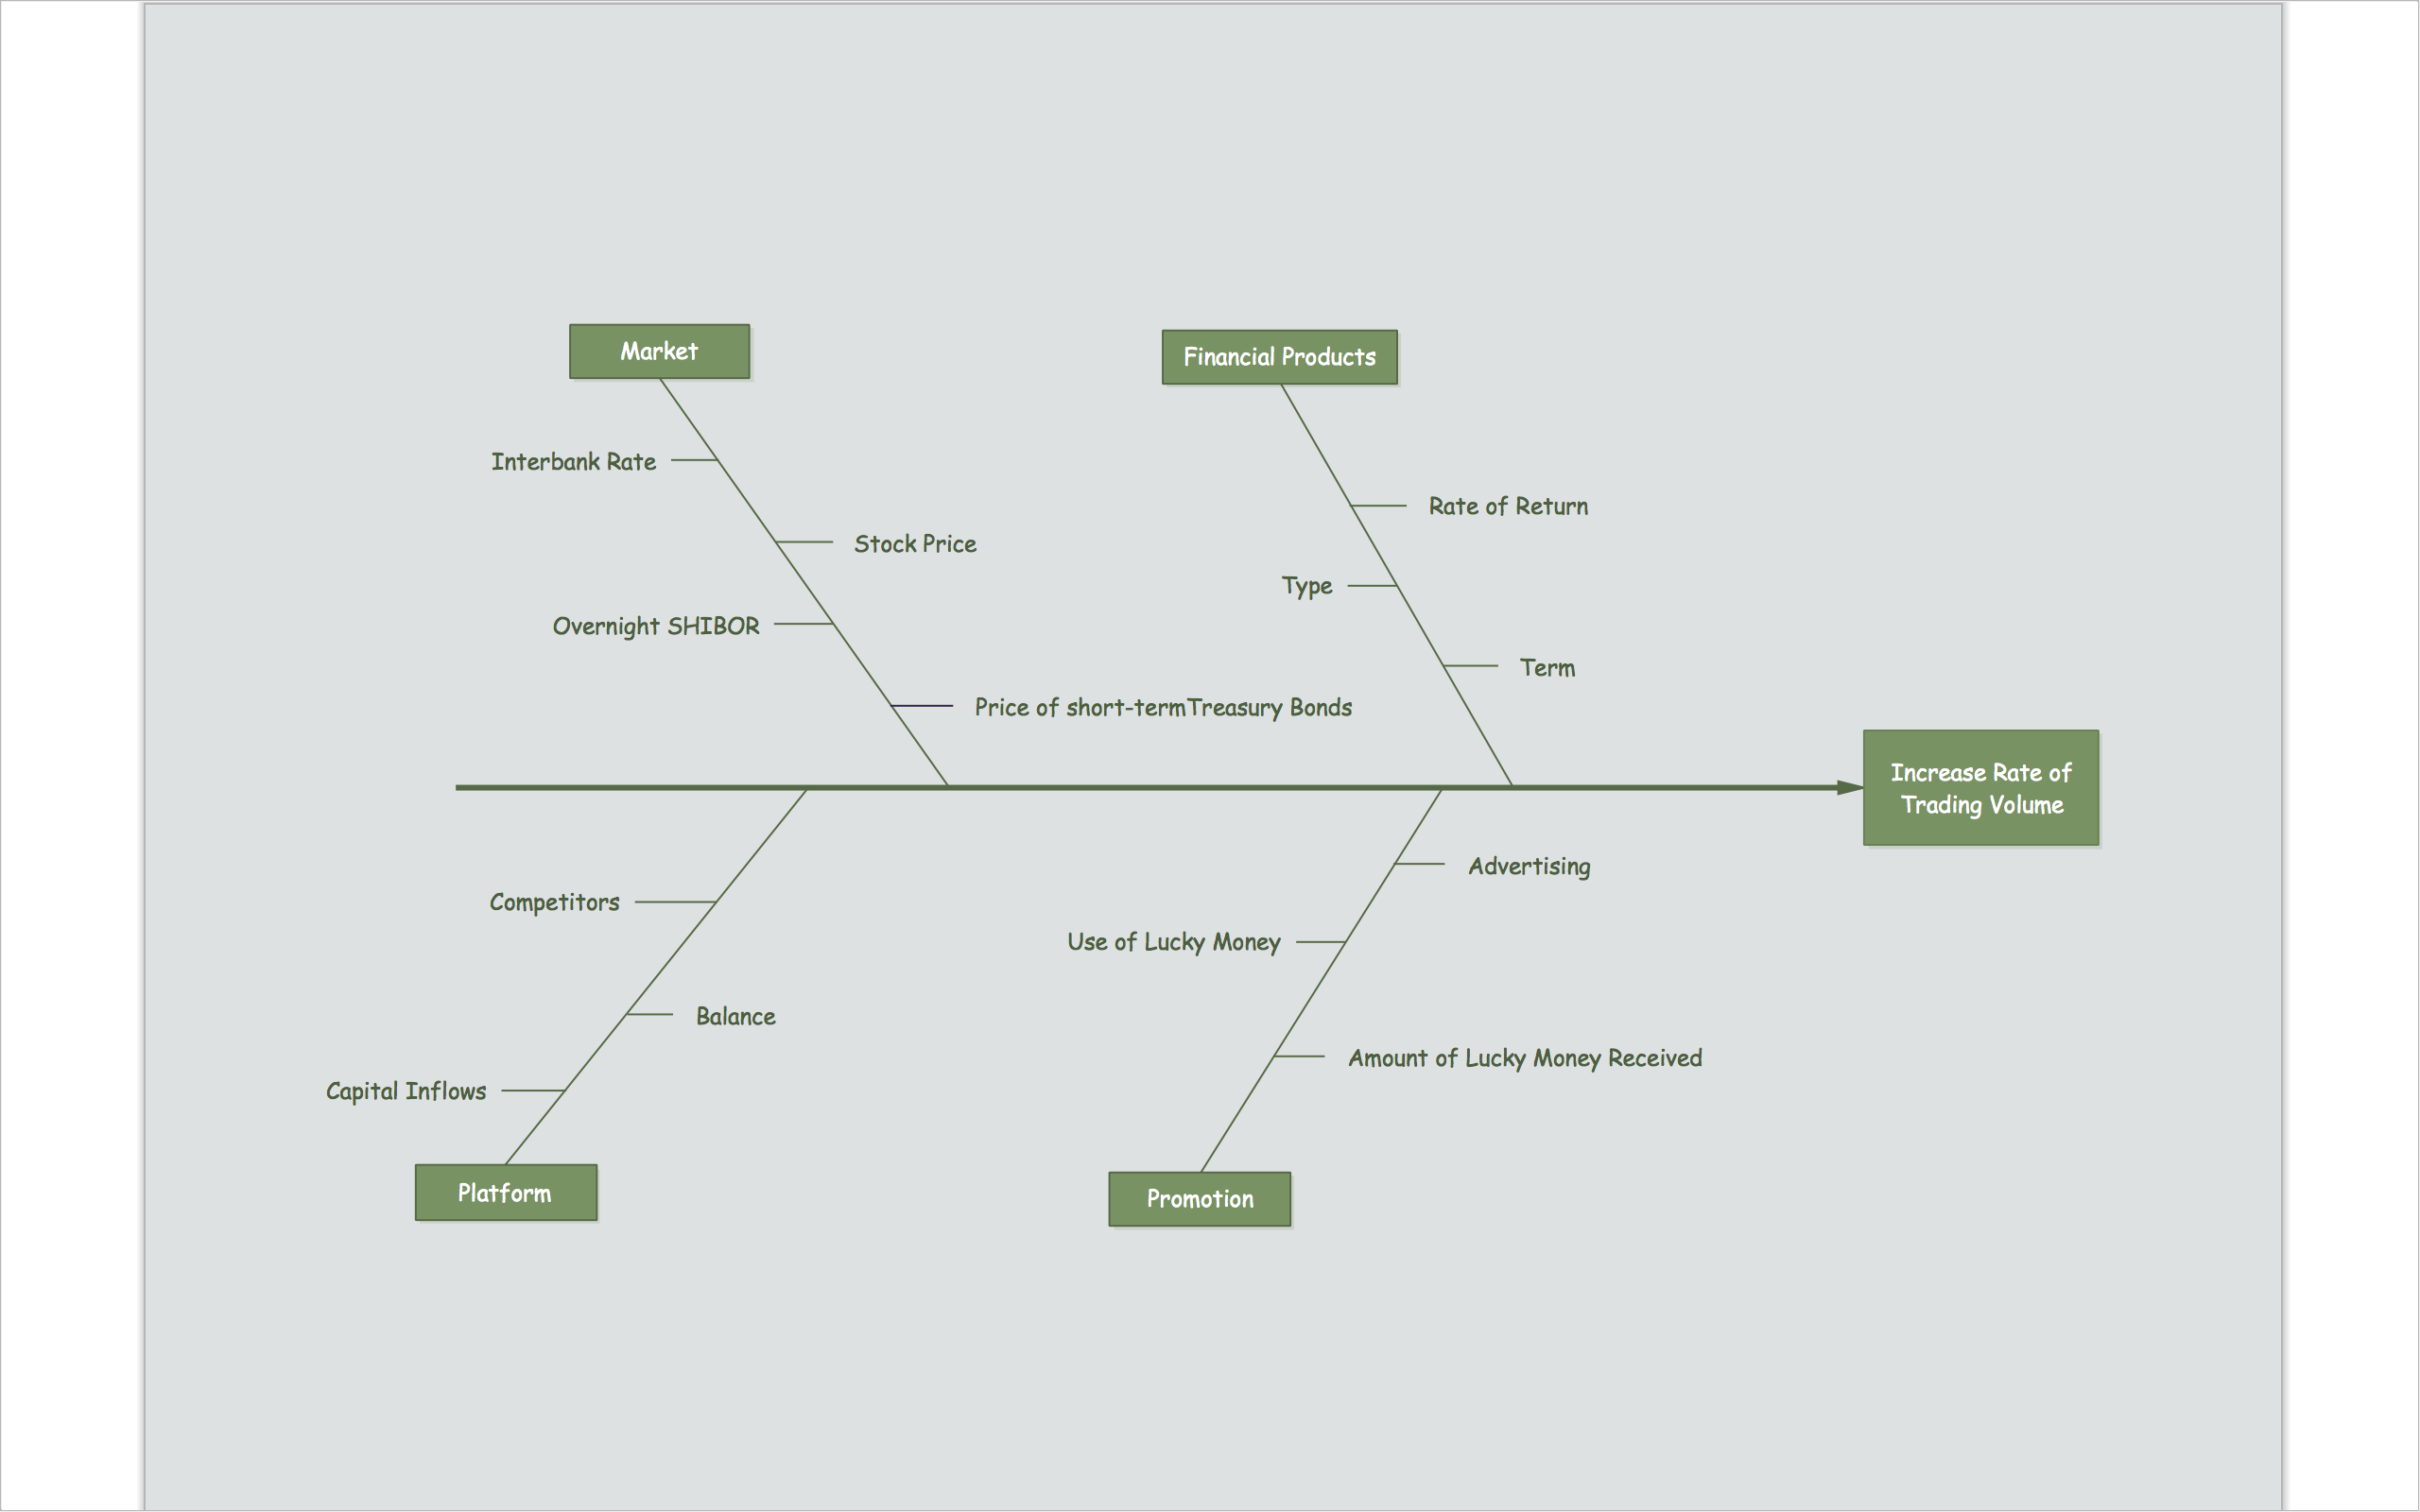 Market
Financial Products
Interbank Rate
Rate of Return
Stock Price
Type
Overnight SHIBOR
Term
Price of short-termTreasury Bonds
Increase Rate of
Trading Volume
Advertising
Competitors
Use of Lucky Money
Balance
Amount of Lucky Money Received
Capital Inflows
Platform
Promotion